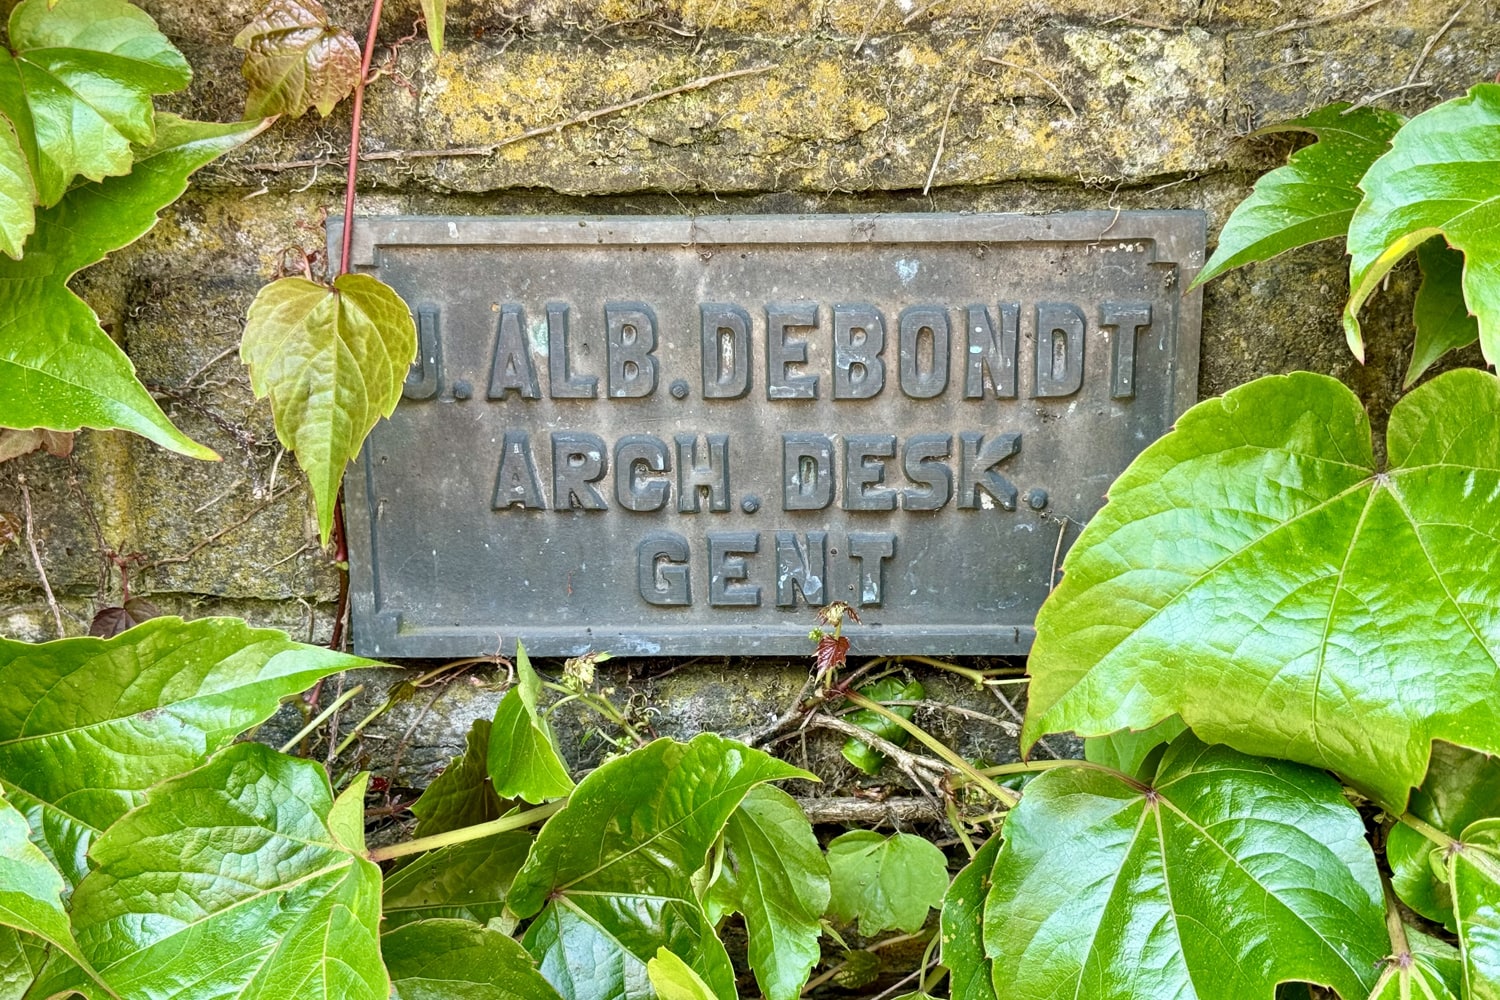 J.ALB.DEBONDT
ARCH. DESK.
GENT